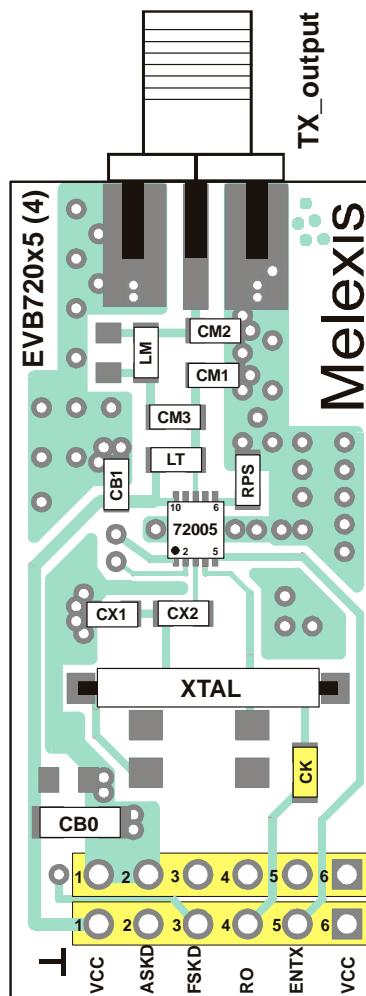 TX_output
EVB720x5 (4)
Melexis
CM2
LM
CM1
CM3
LT
CB1
RPS
10 6
72005
2 5
CX1 CX2
XTAL
CK
CB0
1 2 3 4 5 6
1 2 3 4 5 6
VCC ASKD FSKD RO ENTX VCC